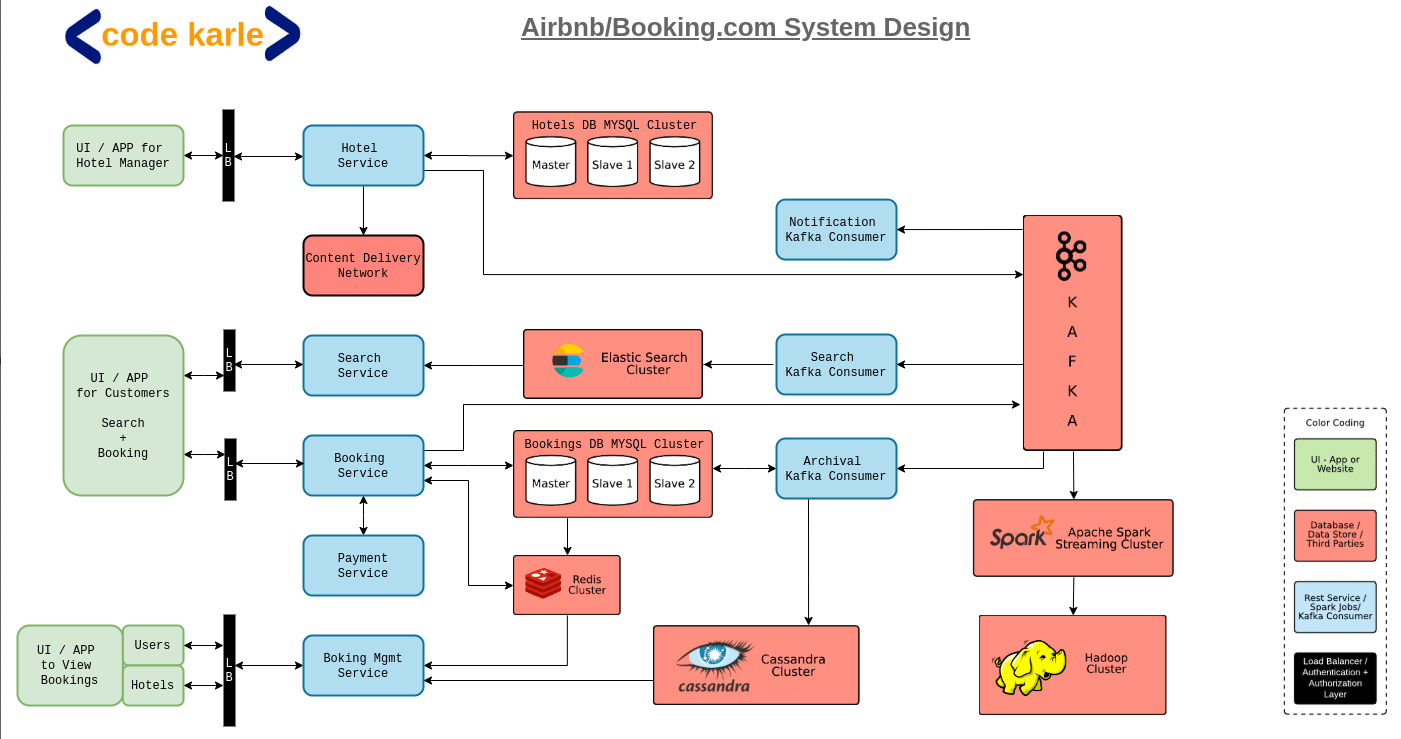 code karle
Airbnb/Booking.com System Design
UI / APP for
Hotel Manager
L
B
Hotel
Service
Hotels DB MYSQL Cluster
Master
Slave 1
Slave 2
Content Delivery
Network
Notification
Kafka Consumer
K
A
F
K
A
UI / APP
for Customers
Search
+
Booking
L
B
Search
Service
Elastic Search
Cluster
Search
Kafka Consumer
L
B
Booking
Service
Bookings DB MYSQL Cluster
Master
Slave 1
Slave 2
Archival
Kafka Consumer
Payment
Service
Redis
Cluster
Spark
Apache Spark
Streaming Cluster
UI / APP
to View
Bookings
Users
Hotels
L
B
Boking Mgmt
Service
cassandra
Cassandra
Cluster
Hadoop
Cluster
Color Coding
UI - App or
Website
Database /
Data Store /
Third Parties
Rest Service /
Spark Jobs/
Kafka Consumer
Load Balancer /
Authentication +
Authorization
Layer